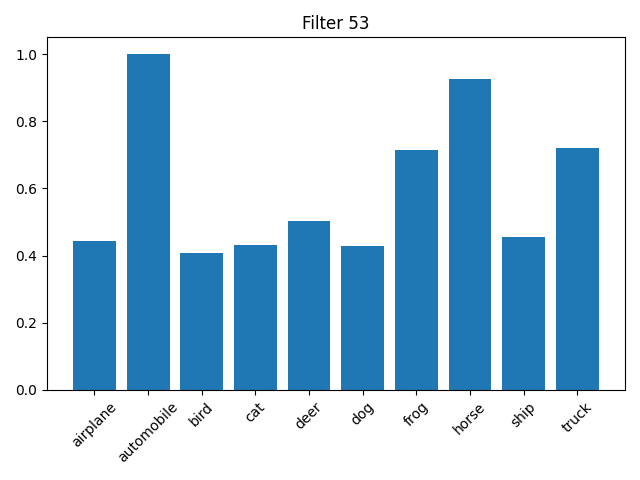 Filter 53
1.0
0.8
0.6
0.4
0.2
0.0
airplane
automobile
bird
cat
deer
dog
frog
horse
ship
truck